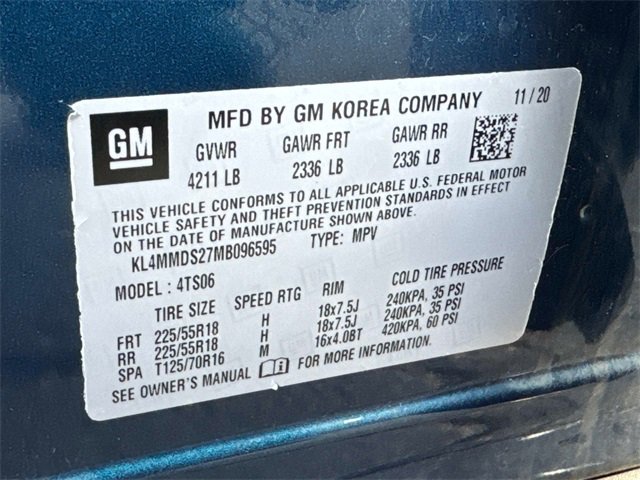 GM
MFD BY GM KOREA COMPANY 11/20
GVWR GAWR FRT GAWR RR
4211 LB 2336 LB 2336 LB
THIS VEHICLE CONFORMS TO ALL APPLICABLE U.S. FEDERAL MOTOR
VEHICLE SAFETY AND THEFT PREVENTION STANDARDS IN EFFECT
ON THE DATE OF MANUFACTURE SHOWN ABOVE.
KL4MMDS27MB096595 TYPE: MPV
MODEL : 4TS06
TIRE SIZE SPEED RTG RIM COLD TIRE PRESSURE
FRT 225/55R18 H 18x7.5J 240KPA, 35 PSI
RR 225/55R18 H 18x7.5J 240KPA, 35 PSI
SPA T125/70R16 M 16x4.0BT 420KPA, 60 PSI
SEE OWNER'S MANUAL FOR MORE INFORMATION.